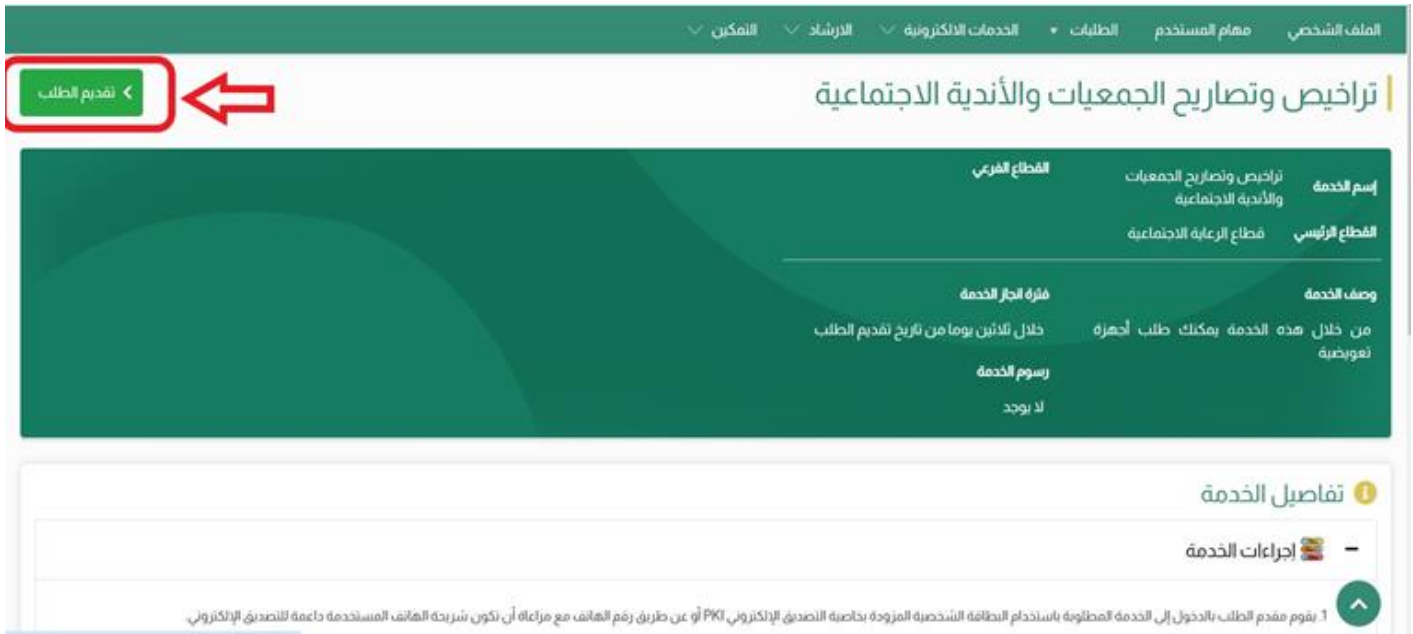 الملف الشخصي مهام المستخدم الطلبات الخدمات الالكترونية الارشاد التمكين
تراخيص وتصاريح الجمعيات والأندية الاجتماعية
تقديم الطلب
إسم الخدمة تراخيص وتصاريح الجمعيات
والأندية الاجتماعية
القطاع الفرعي
القطاع الرئيسي قطاع الرعاية الاجتماعية
وصف الخدمة
من خلال هذه الخدمة يمكنك طلب أجهزة
تعويضية
فترة انجاز الخدمة
خلال ثلاثين يوما من تاريخ تقديم الطلب
رسوم الخدمة
لا يوجد
تفاصيل الخدمة
إجراءات الخدمة
1. يقوم مقدم الطلب بالدخول إلى الخدمة المطلوبة باستخدام البطاقة الشخصية المزودة بخاصية التصديق الإلكتروني PKI أو عن طريق رقم الهاتف مع مراعاة أن تكون شريحة الهاتف المستخدمة داعمة للتصديق الإلكتروني.